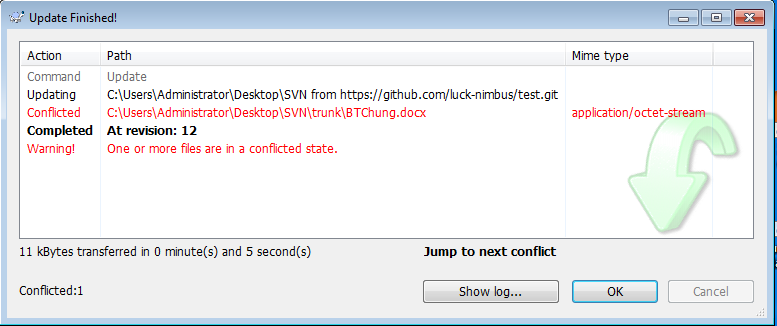 Update Finished!
Action Path Mime type
Command Update
Updating C:\Users\Administrator\Desktop\SVN from https://github.com/luck-nimbus/test.git
Conflicted C:\Users\Administrator\Desktop\SVN\trunk\BTChung.docx application/octet-stream
Completed At revision: 12
Warning! One or more files are in a conflicted state.
11 kBytes transferred in 0 minute(s) and 5 second(s) Jump to next conflict
Conflicted:1 Show log... OK Cancel